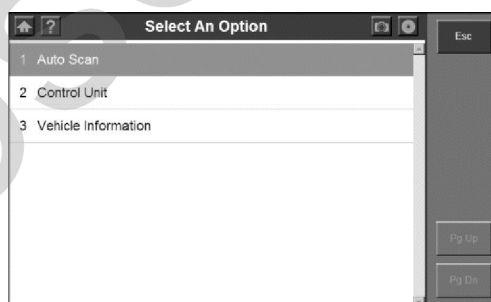 ? Select An Option
Esc
1 Auto Scan
2 Control Unit
3 Vehicle Information
Pg Up
Pg Dn